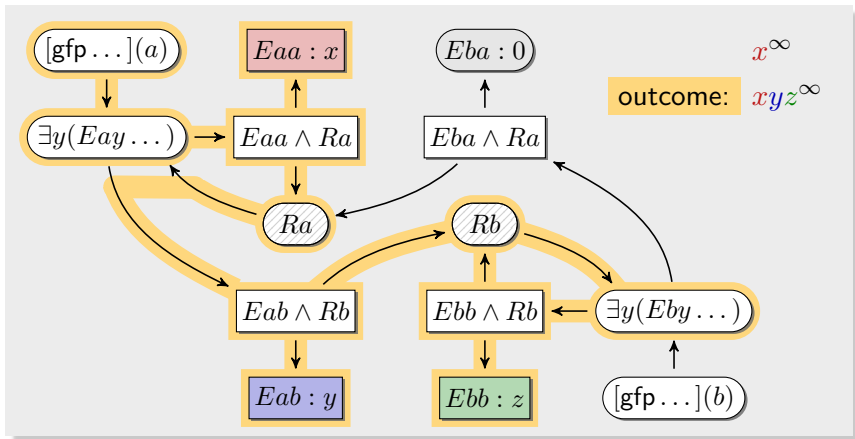 [gfp …](a)
Eaa : x
Eba : 0
x^∞
outcome: xyz^∞
∃y(Eay …)
Eaa ∧ Ra
Eba ∧ Ra
Ra
Rb
Eab ∧ Rb
Ebb ∧ Rb
∃y(Eby …)
Eab : y
Ebb : z
[gfp …](b)